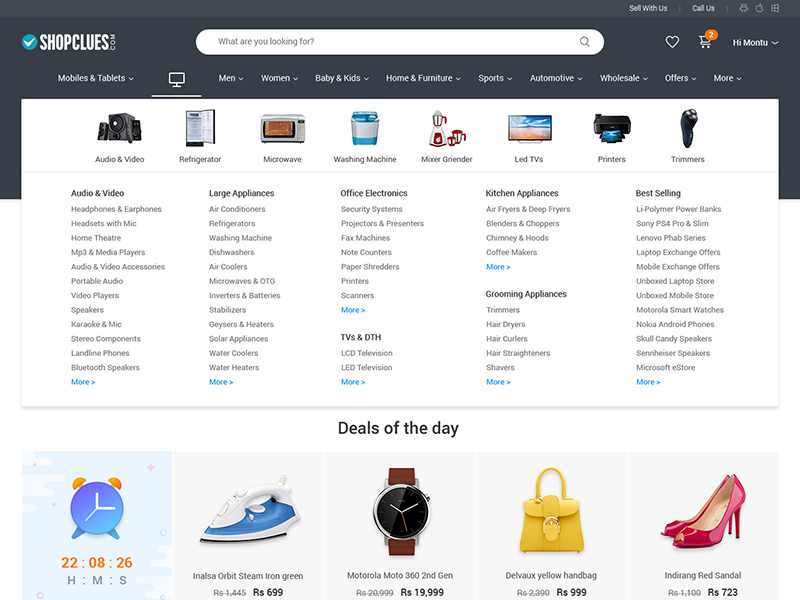 Sell With Us
Call Us
SHOPCLUES.COM
What are you looking for?
2
Hi Montu
Mobiles & Tablets
Men
Women
Baby & Kids
Home & Furniture
Sports
Automotive
Wholesale
Offers
More
Audio & Video
Refrigerator
Microwave
Washing Machine
Mixer Griender
Led TVs
Printers
Trimmers
Audio & Video
Headphones & Earphones
Headsets with Mic
Home Theatre
Mp3 & Media Players
Audio & Video Accessories
Portable Audio
Video Players
Speakers
Karaoke & Mic
Stereo Components
Landline Phones
Bluetooth Speakers
More >
Large Appliances
Air Conditioners
Refrigerators
Washing Machine
Dishwashers
Air Coolers
Microwaves & OTG
Inverters & Batteries
Stabilizers
Geysers & Heaters
Solar Appliances
Water Coolers
Water Heaters
More >
Office Electronics
Security Systems
Projectors & Presenters
Fax Machines
Note Counters
Paper Shredders
Printers
Scanners
More >
TVs & DTH
LCD Television
LED Television
More >
Kitchen Appliances
Air Fryers & Deep Fryers
Blenders & Choppers
Chimney & Hoods
Coffee Makers
More >
Grooming Appliances
Trimmers
Hair Dryers
Hair Curlers
Hair Straighteners
Shavers
More >
Best Selling
Li-Polymer Power Banks
Sony PS4 Pro & Slim
Lenovo Phab Series
Laptop Exchange Offers
Mobile Exchange Offers
Unboxed Laptop Store
Unboxed Mobile Store
Motorola Smart Watches
Nokia Android Phones
Skull Candy Speakers
Sennheiser Speakers
Microsoft eStore
More >
Deals of the day
22 : 08 : 26
H : M : S
Inalsa Orbit Steam Iron green
Rs 1,445 Rs 699
Motorola Moto 360 2nd Gen
Rs 20,999 Rs 19,999
Delvaux yellow handbag
Rs 2,390 Rs 999
Indirang Red Sandal
Rs 1,100 Rs 723